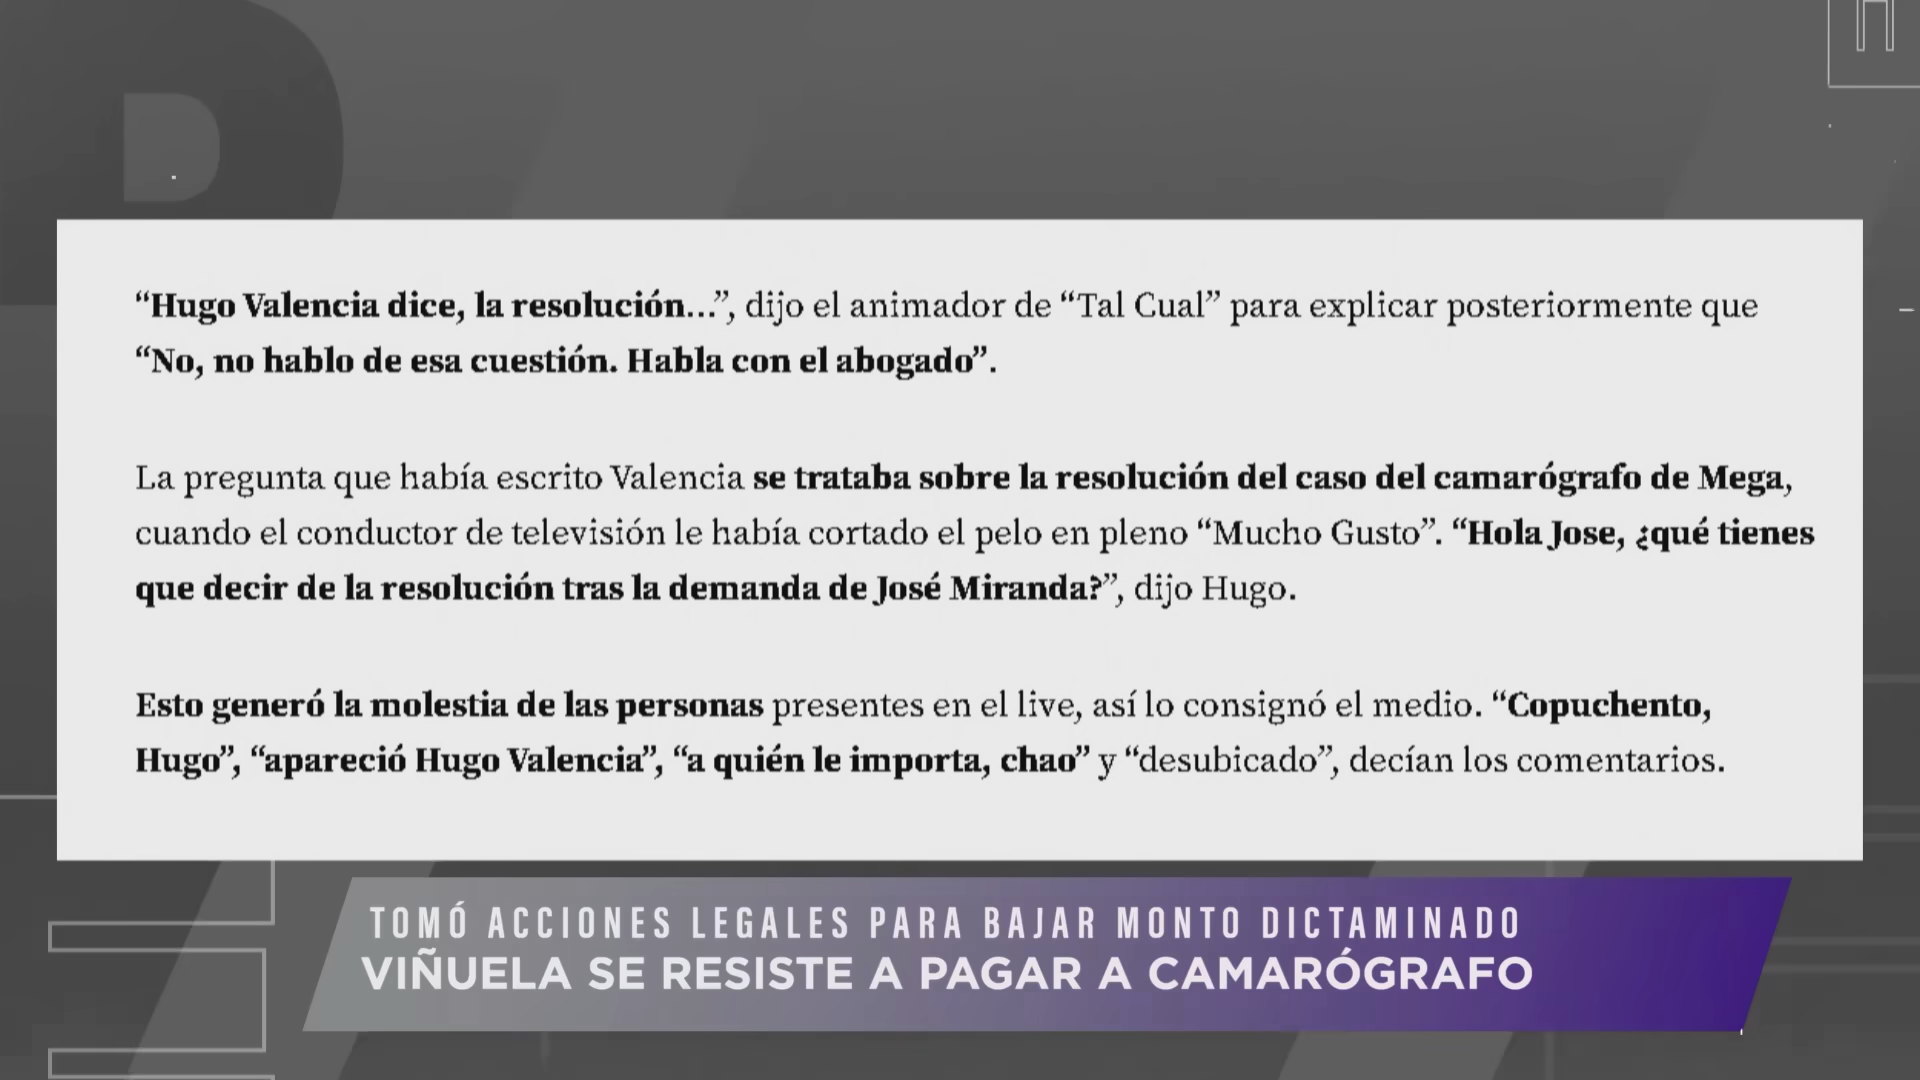 “Hugo Valencia dice, la resolución...”, dijo el animador de “Tal Cual” para explicar posteriormente que
“No, no hablo de esa cuestión. Habla con el abogado”.
La pregunta que había escrito Valencia se trataba sobre la resolución del caso del camarógrafo de Mega,
cuando el conductor de televisión le había cortado el pelo en pleno “Mucho Gusto”. “Hola Jose, ¿qué tienes
que decir de la resolución tras la demanda de José Miranda?”, dijo Hugo.
Esto generó la molestia de las personas presentes en el live, así lo consignó el medio. “Copuchento,
Hugo”, “apareció Hugo Valencia”, “a quién le importa, chao” y “desubicado”, decían los comentarios.
TOMÓ ACCIONES LEGALES PARA BAJAR MONTO DICTAMINADO
VIÑUELA SE RESISTE A PAGAR A CAMARÓGRAFO